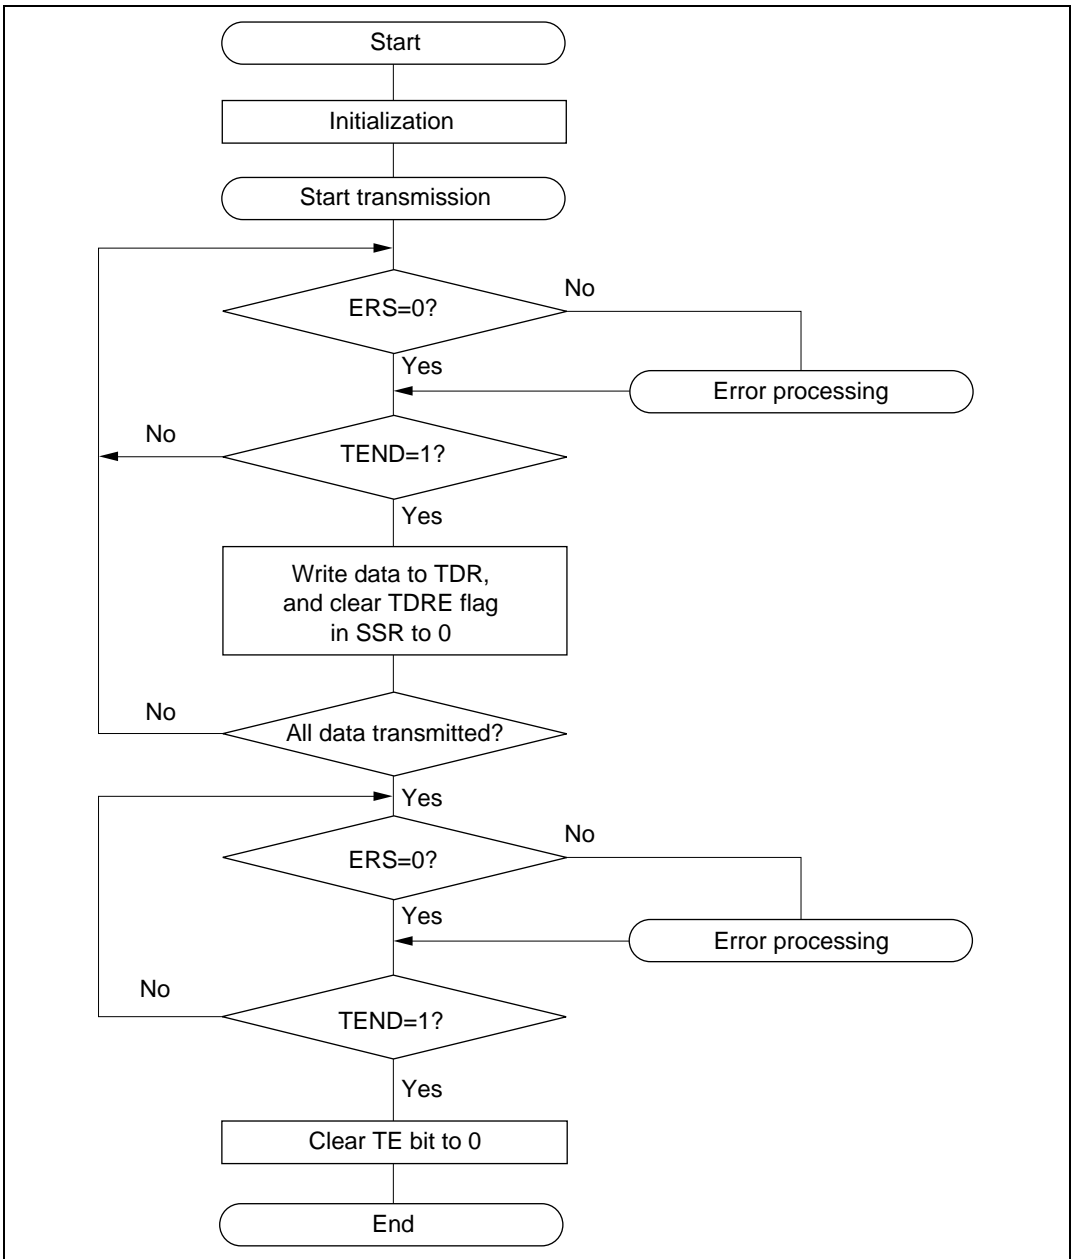 Start
Initialization
Start transmission
ERS=0?
No
Yes
Error processing
No
TEND=1?
Yes
Write data to TDR,
and clear TDRE flag
in SSR to 0
No
All data transmitted?
Yes
ERS=0?
No
Yes
Error processing
No
TEND=1?
Yes
Clear TE bit to 0
End